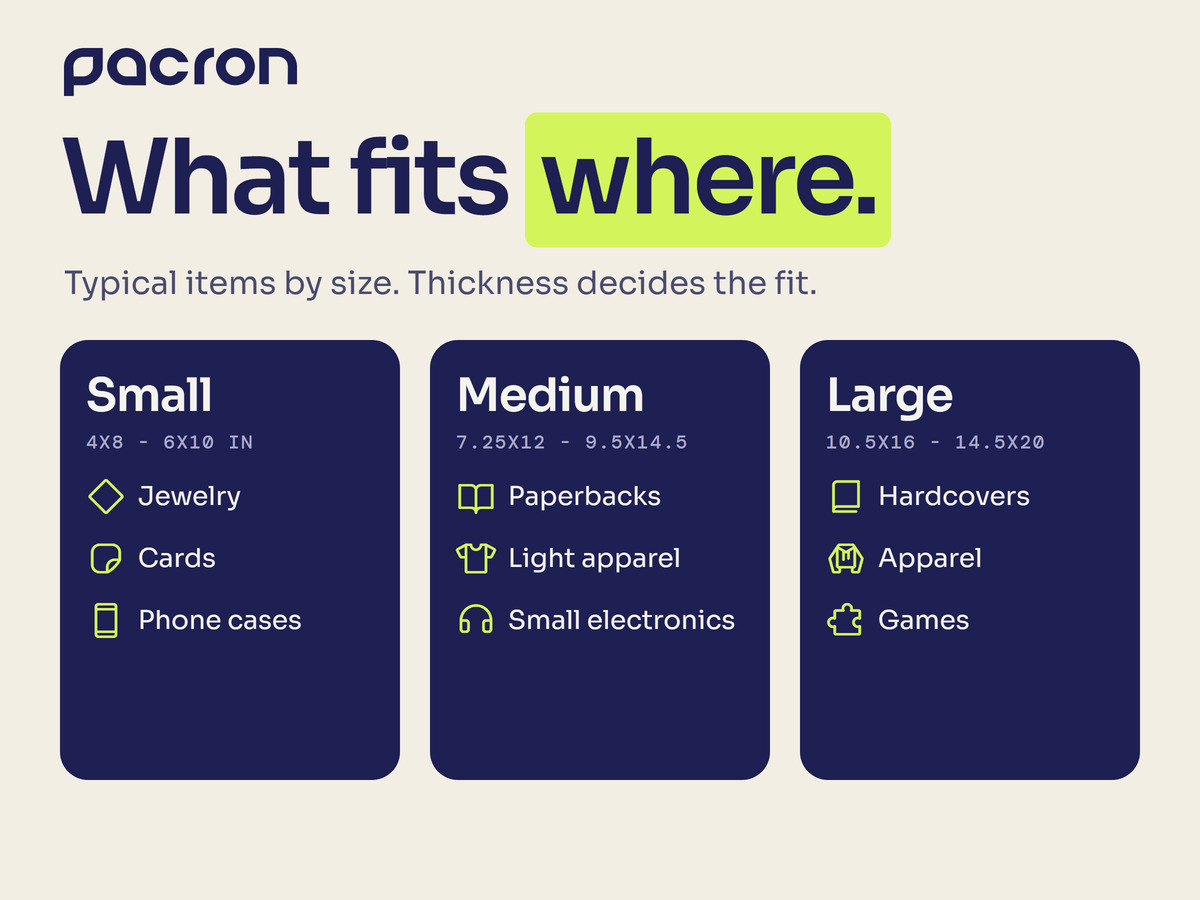 pacron
What fits where.
Typical items by size. Thickness decides the fit.
Small
4X8 - 6X10 IN
Jewelry
Cards
Phone cases
Medium
7.25X12 - 9.5X14.5
Paperbacks
Light apparel
Small electronics
Large
10.5X16 - 14.5X20
Hardcovers
Apparel
Games